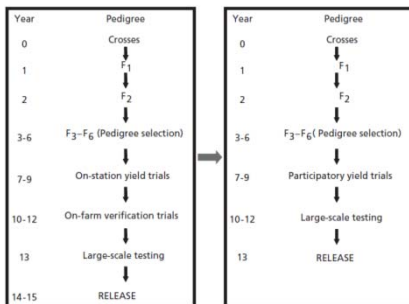 Year Pedigree
0 Crosses
1 F1
2 F2
3-6 F3–F6 (Pedigree selection)
7-9 On-station yield trials
10-12 On-farm verification trials
13 Large-scale testing
14-15 RELEASE
Year Pedigree
0 Crosses
1 F1
2 F2
3-6 F3–F6( Pedigree selection)
7-9 Participatory yield trials
10-12 Large-scale testing
13 RELEASE